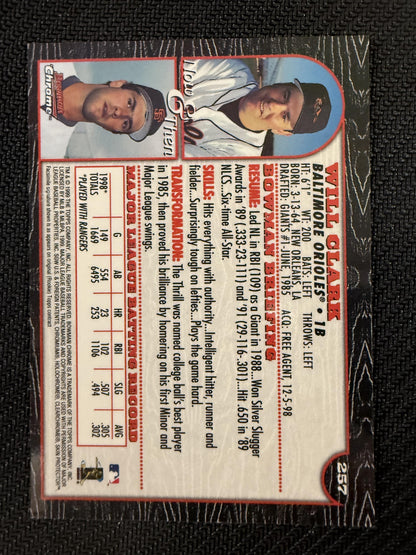 257
WILL CLARK
BALTIMORE ORIOLES® • 1B
HT: 6'1" WT: 200 BATS: LEFT THROWS: LEFT
BORN: 3-13-64, NEW ORLEANS, LA
DRAFTED: GIANTS #1-JUNE, 1985 ACQ: FREE AGENT, 12-5-98
BOWMAN BRIEFING
RESUME: Led NL in RBI (109) as a Giant in 1988...Won Silver Slugger
Awards in '89 (.333-23-111) and '91 (.29-116-.301)...Hit .650 in '89
NLCS...Six-time All-Star.
SKILLS: Hits everything with authority...Intelligent hitter, runner and
fielder...Surprisingly tough on lefties...Plays the game hard.
TRANSFORMATION: The Thrill was named college ball's best player
in 1985, then proved his brilliance by homering on his first Minor and
Major League swings.
MAJOR LEAGUE BATTING RECORD
G AB HR RBI SLG AVG
1998* 149 554 23 102 .507 .305
TOTALS 1669 6495 253 1106 .494 .302
*PLAYED WITH RANGERS
Now
Then
Bowman
Chrome